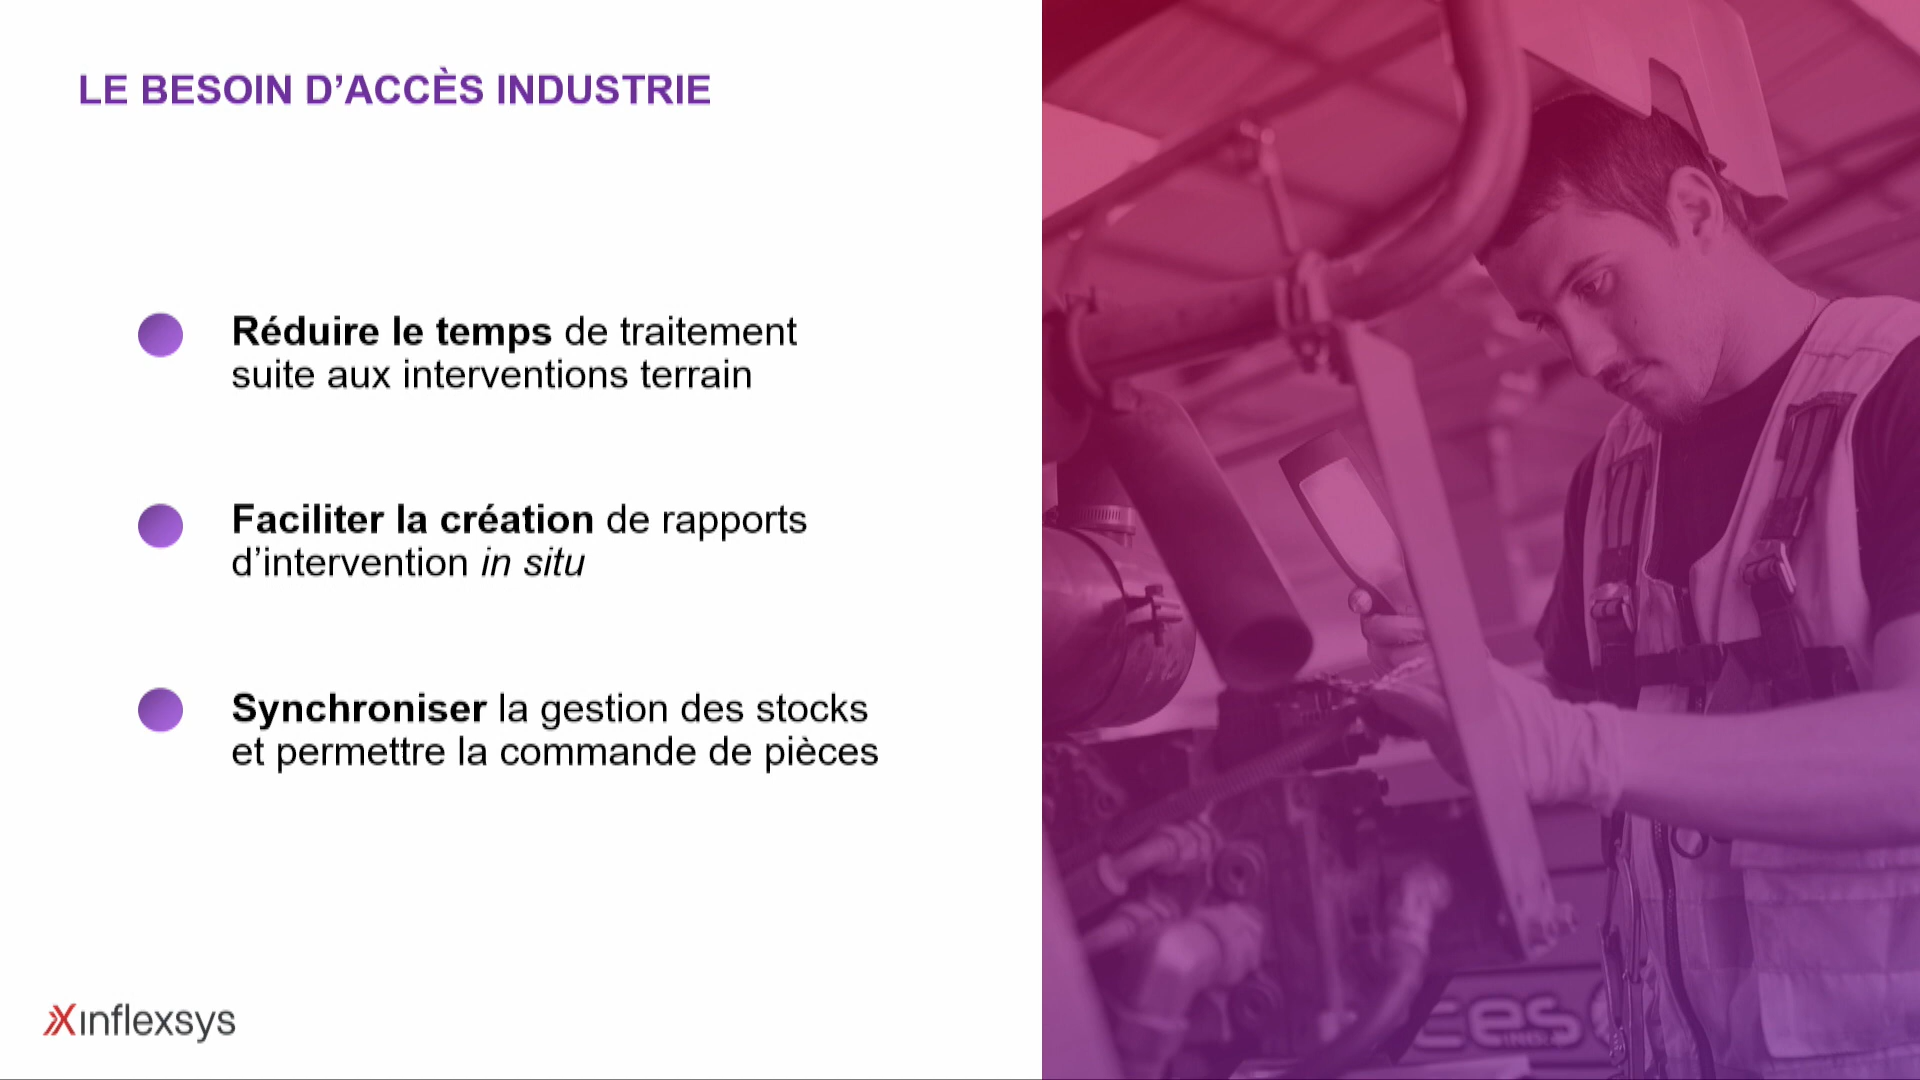 LE BESOIN D’ACCÈS INDUSTRIE
Réduire le temps de traitement
suite aux interventions terrain
Faciliter la création de rapports
d’intervention in situ
Synchroniser la gestion des stocks
et permettre la commande de pièces
inflexsys